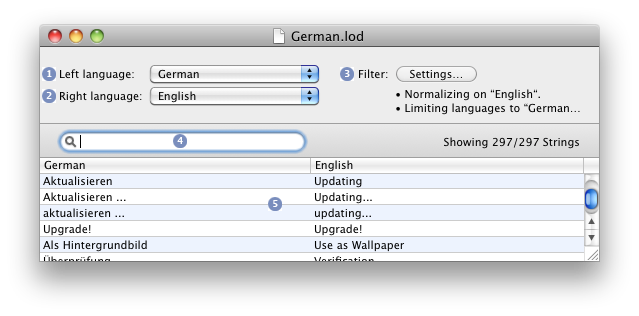 German.lod
1 Left language: German
3 Filter: Settings...
2 Right language: English
• Normalizing on "English".
• Limiting languages to "German...
4
Showing 297/297 Strings
German English
Aktualisieren Updating
Aktualisieren ... Updating...
aktualisieren ... updating...
5
Upgrade! Upgrade!
Als Hintergrundbild Use as Wallpaper
Überprüfung Verification